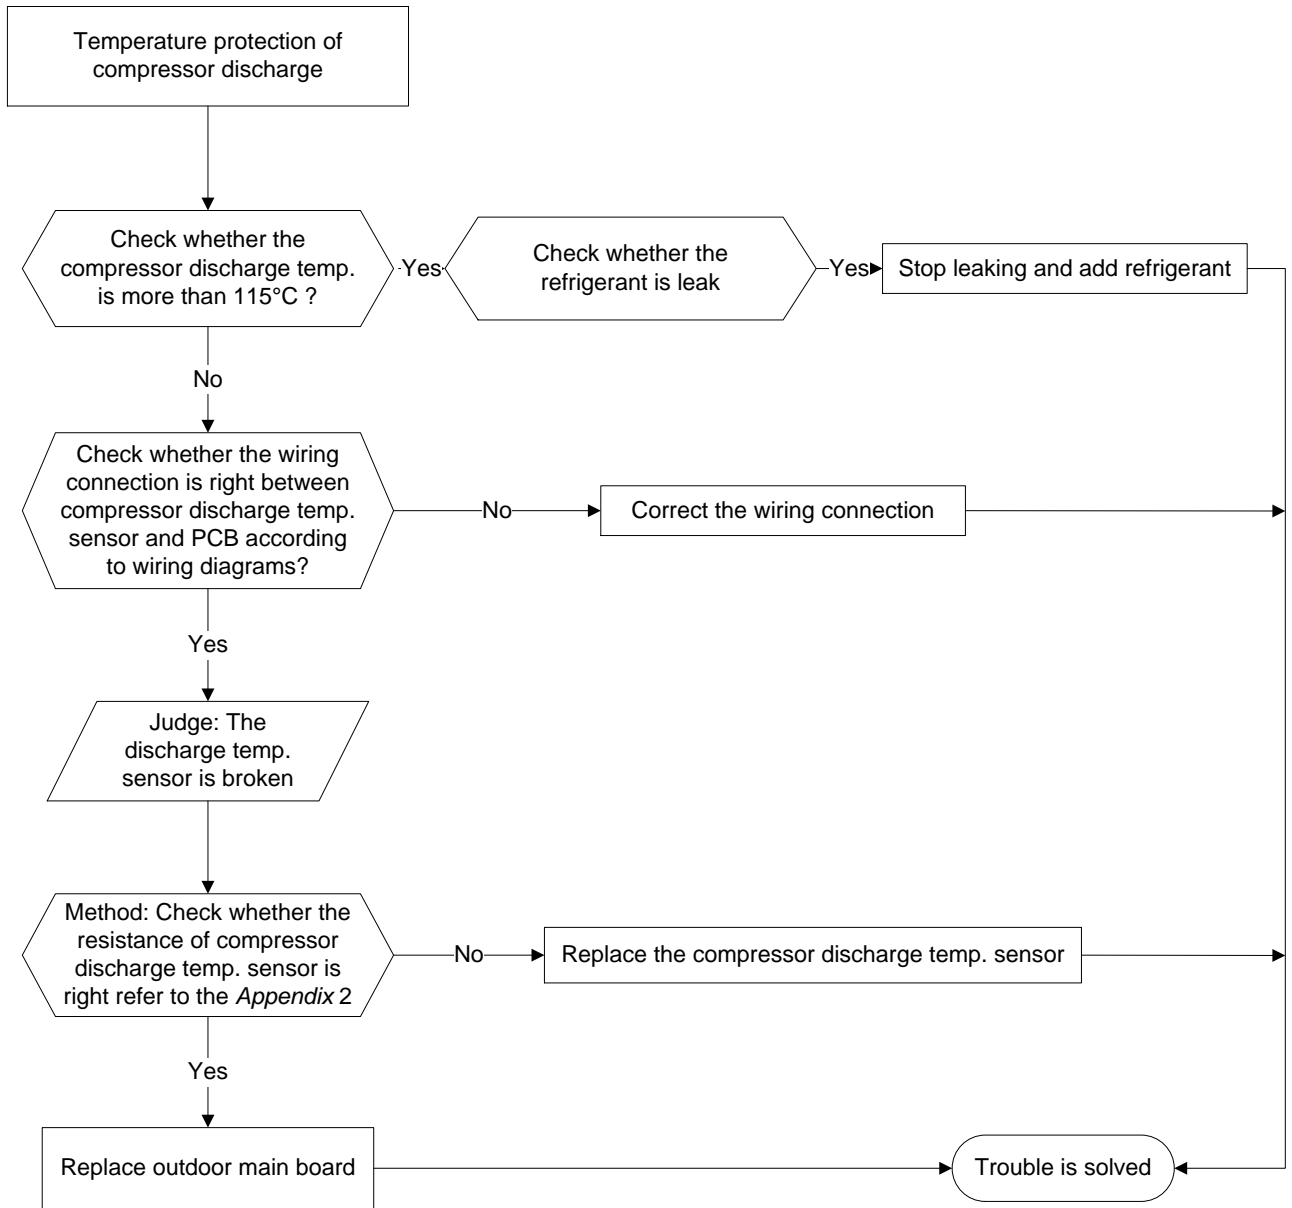 Temperature protection of
compressor discharge
Check whether the
compressor discharge temp.
is more than 115°C ?
Yes
Check whether the
refrigerant is leak
Yes
Stop leaking and add refrigerant
No
Check whether the wiring
connection is right between
compressor discharge temp.
sensor and PCB according
to wiring diagrams?
No
Correct the wiring connection
Yes
Judge: The
discharge temp.
sensor is broken
Method: Check whether the
resistance of compressor
discharge temp. sensor is
right refer to the Appendix 2
No
Replace the compressor discharge temp. sensor
Yes
Replace outdoor main board
Trouble is solved